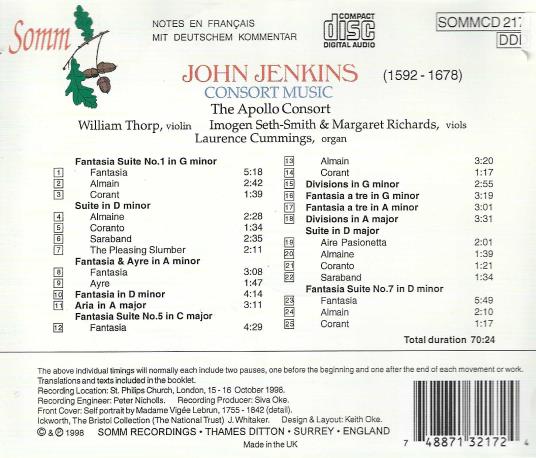 Somm
NOTES EN FRANÇAIS
MIT DEUTSCHEM KOMMENTAR
COMPACT
disc
DIGITAL AUDIO
SOMMCD 217
DDD
JOHN JENKINS (1592 - 1678)
CONSORT MUSIC
The Apollo Consort
William Thorp, violin Imogen Seth-Smith & Margaret Richards, viols
Laurence Cummings, organ
Fantasia Suite No.1 in G minor
1 Fantasia 5:18
2 Almain 2:42
3 Corant 1:39
Suite in D minor
4 Almaine 2:28
5 Coranto 1:34
6 Saraband 2:35
7 The Pleasing Slumber 2:11
Fantasia & Ayre in A minor
8 Fantasia 3:08
9 Ayre 1:47
10 Fantasia in D minor 4:14
11 Aria in A major 3:11
Fantasia Suite No.5 in C major
12 Fantasia 4:29
13 Almain 3:20
14 Corant 1:17
15 Divisions in G minor 2:55
16 Fantasia a tre in G minor 3:19
17 Fantasia a tre in A minor 3:01
18 Divisions in A major 3:31
Suite in D major
19 Aire Pasionetta 2:01
20 Almaine 1:39
21 Coranto 1:21
22 Saraband 1:34
Fantasia Suite No.7 in D minor
23 Fantasia 5:49
24 Almain 2:10
25 Corant 1:17
Total duration 70:24
The above individual timings will normally each include two pauses, one before the beginning and one after the end of each movement or work.
Translations and texts included in the booklet.
Recording Location: St. Philips Church, London, 15 - 16 October 1998.
Recording Engineer: Peter Nicholls. Recording Producer: Siva Oke.
Front Cover: Self portrait by Madame Vigée Lebrun, 1755 - 1842 (detail).
Ickworth, The Bristol Collection (The National Trust) J. Whitaker. Design & Layout: Keith Oke.
© & ℗ 1998 SOMM RECORDINGS • THAMES DITTON • SURREY • ENGLAND
Made in the UK
7 48871 32172 4